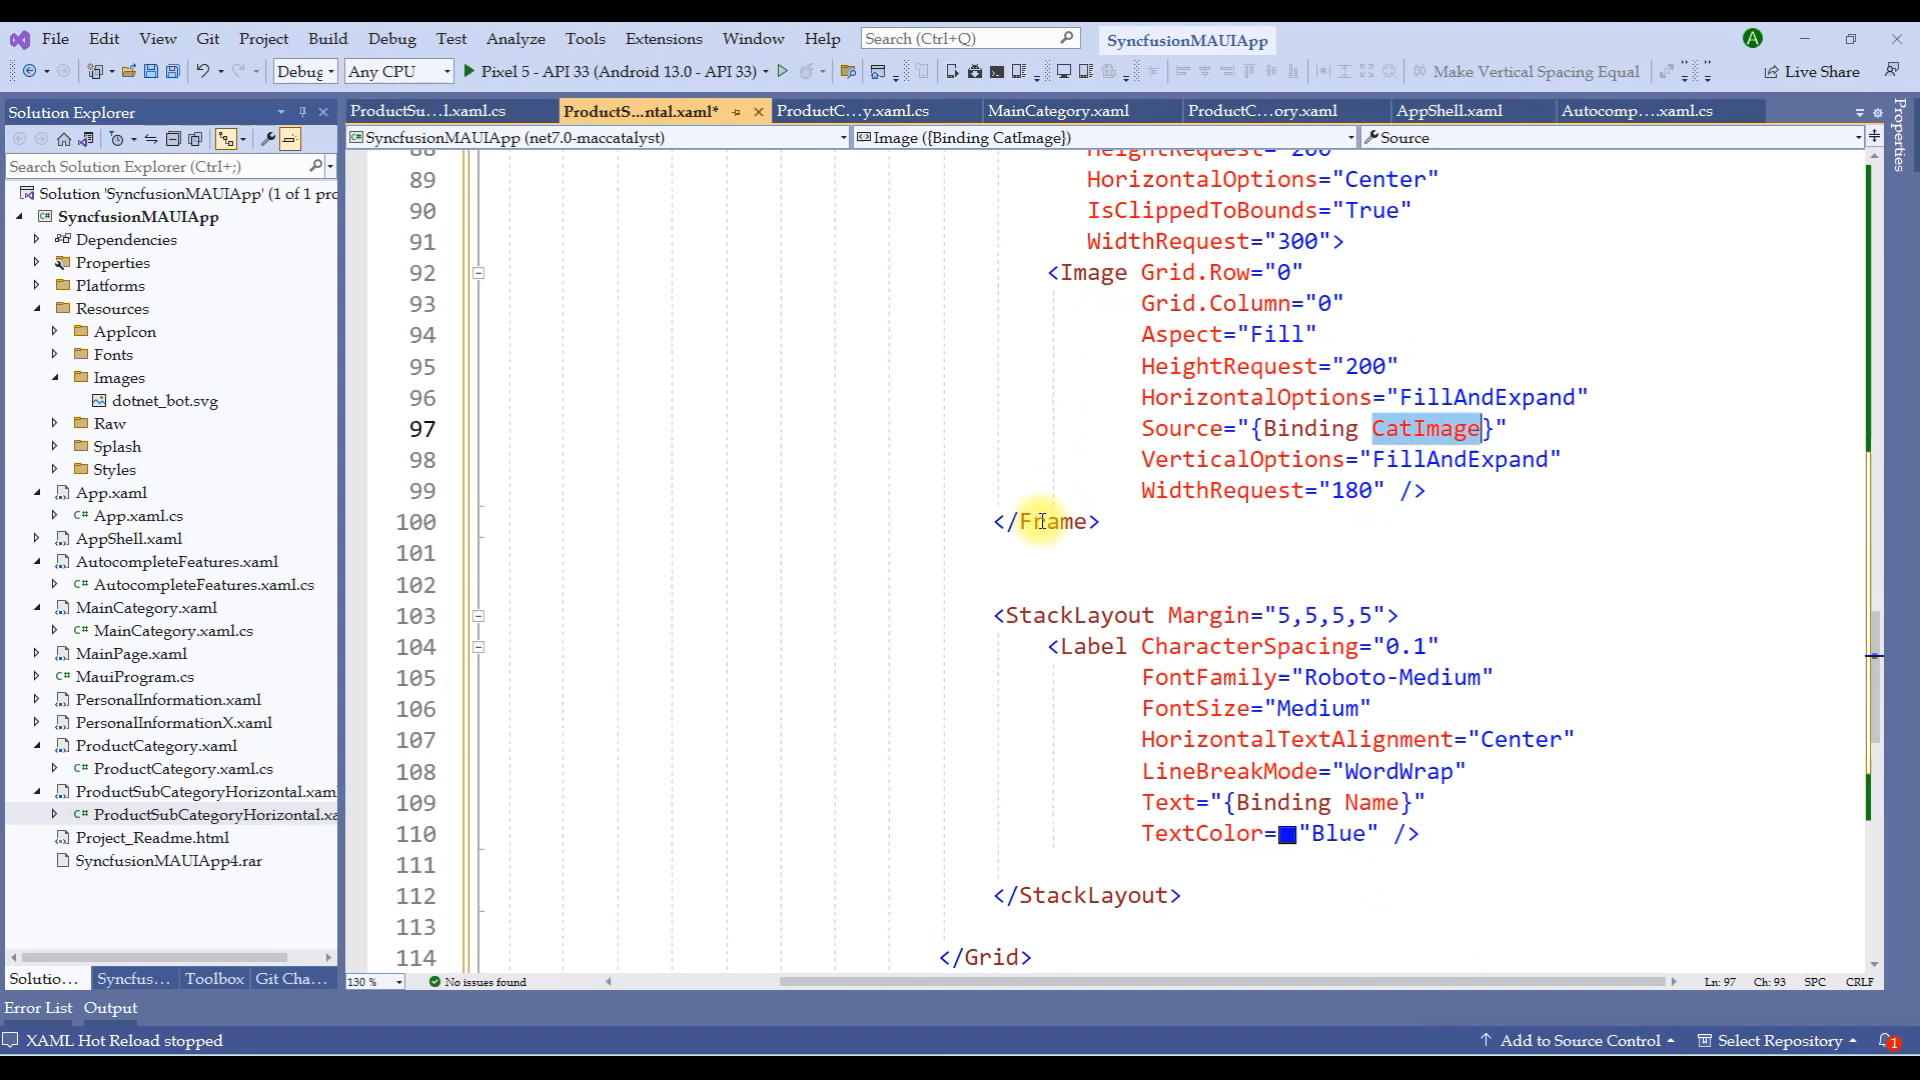 File Edit View Git Project Build Debug Test Analyze Tools Extensions Window Help Search (Ctrl+Q) SyncfusionMAUIApp A
Debug Any CPU Pixel 5 - API 33 (Android 13.0 - API 33) Make Vertical Spacing Equal Live Share
Solution Explorer
Search Solution Explorer (Ctrl+;)
Solution 'SyncfusionMAUIApp' (1 of 1 pro
SyncfusionMAUIApp
Dependencies
Properties
Platforms
Resources
AppIcon
Fonts
Images
dotnet_bot.svg
Raw
Splash
Styles
App.xaml
App.xaml.cs
AppShell.xaml
AutocompleteFeatures.xaml
AutocompleteFeatures.xaml.cs
MainCategory.xaml
MainCategory.xaml.cs
MainPage.xaml
MauiProgram.cs
PersonalInformation.xaml
PersonalInformationX.xaml
ProductCategory.xaml
ProductCategory.xaml.cs
ProductSubCategoryHorizontal.xam
ProductSubCategoryHorizontal.xa
Project_Readme.html
SyncfusionMAUIApp4.rar
Solutio... Syncfus... Toolbox Git Cha...
ProductSu...l.xaml.cs ProductS...ntal.xaml* ProductC...y.xaml.cs MainCategory.xaml ProductC...ory.xaml AppShell.xaml Autocomp....xaml.cs
SyncfusionMAUIApp (net7.0-maccatalyst) Image ({Binding CatImage}) Source
88 HeightRequest="200"
89 HorizontalOptions="Center"
90 IsClippedToBounds="True"
91 WidthRequest="300">
92 <Image Grid.Row="0"
93 Grid.Column="0"
94 Aspect="Fill"
95 HeightRequest="200"
96 HorizontalOptions="FillAndExpand"
97 Source="{Binding CatImage}"
98 VerticalOptions="FillAndExpand"
99 WidthRequest="180" />
100 </Frame>
101
102
103 <StackLayout Margin="5,5,5,5">
104 <Label CharacterSpacing="0.1"
105 FontFamily="Roboto-Medium"
106 FontSize="Medium"
107 HorizontalTextAlignment="Center"
108 LineBreakMode="WordWrap"
109 Text="{Binding Name}"
110 TextColor="Blue" />
111
112 </StackLayout>
113
114 </Grid>
130 % No issues found Ln: 97 Ch: 93 SPC CRLF
Properties
Error List Output
XAML Hot Reload stopped Add to Source Control Select Repository 1